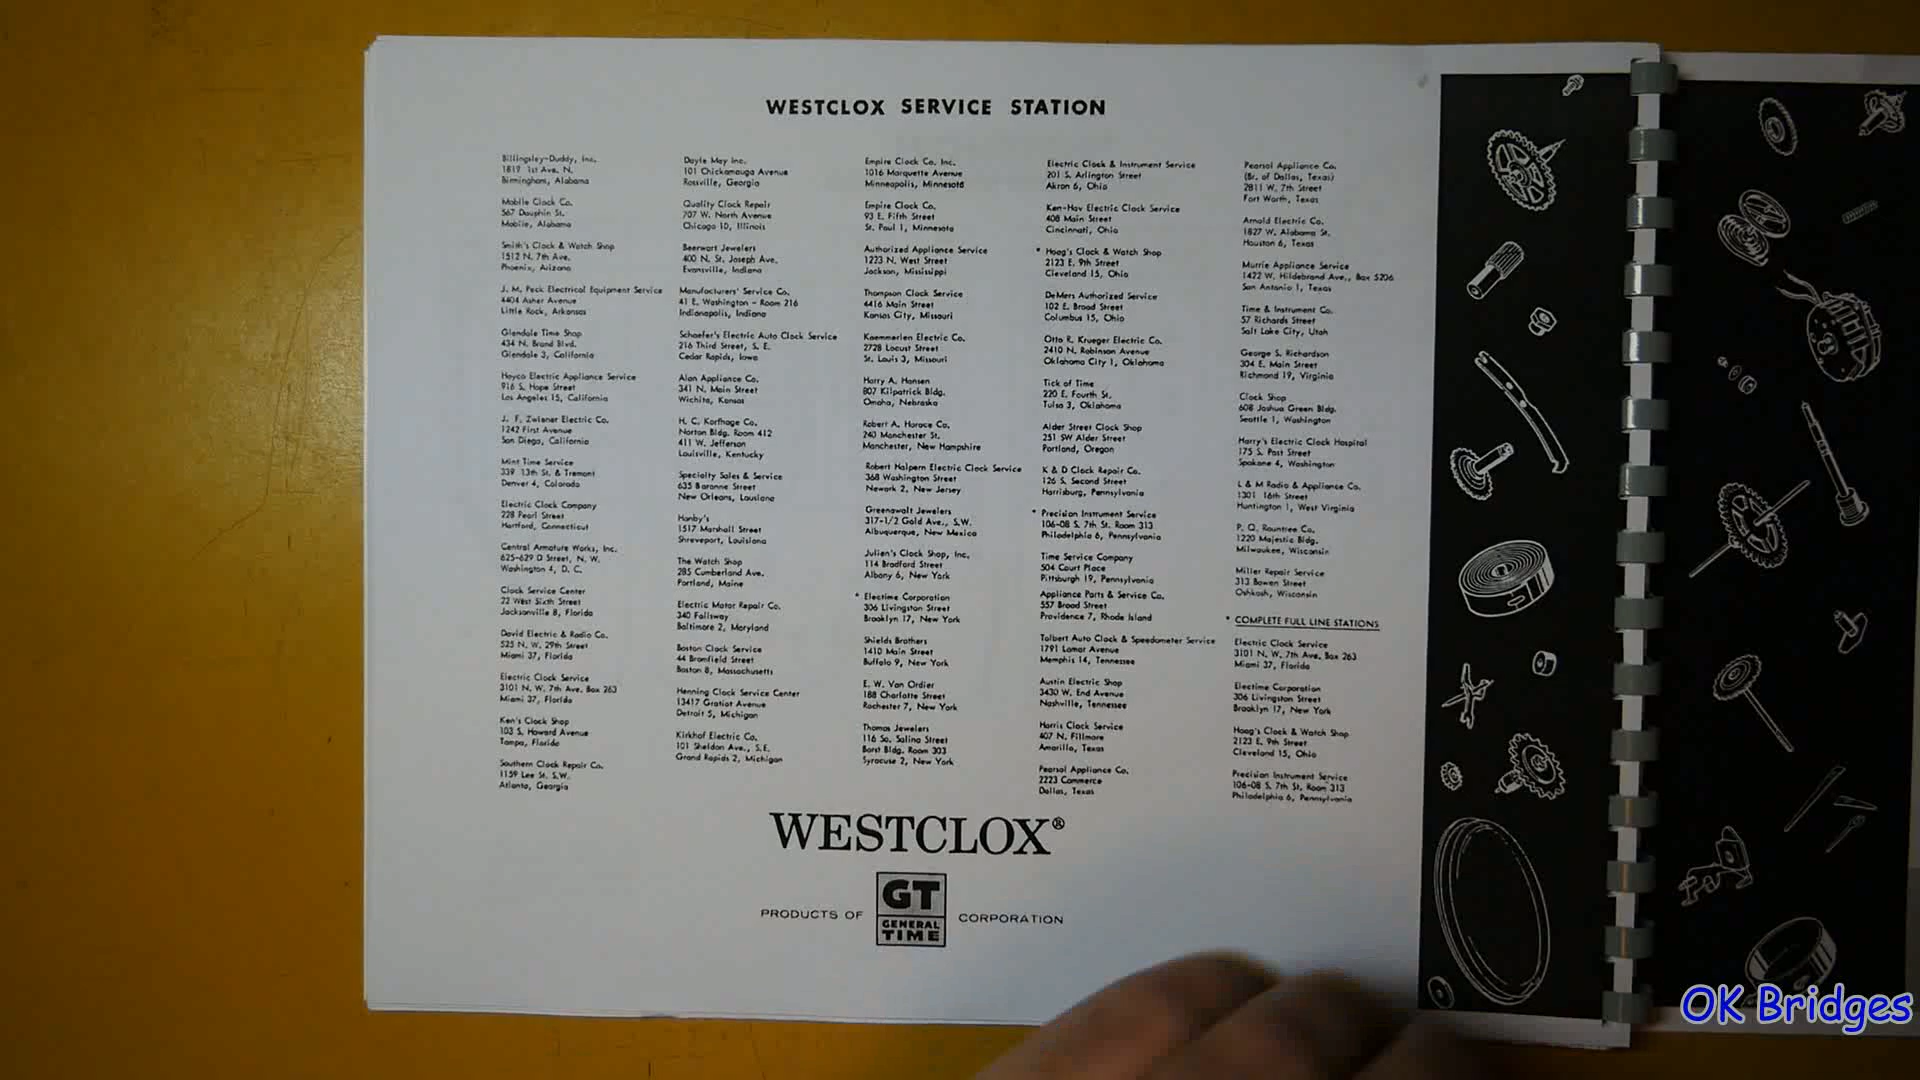 WESTCLOX SERVICE STATION
Billingsley-Duddy, Inc.
1819 1st Ave. N.
Birmingham, Alabama
Mobile Clock Co.
567 Dauphin St.
Mobile, Alabama
Smith's Clock & Watch Shop
1512 N. 7th Ave.
Phoenix, Arizona
J. M. Peck Electrical Equipment Service
4404 Asher Avenue
Little Rock, Arkansas
Glendale Time Shop
434 N. Brand Blvd.
Glendale 3, California
Hoyco Electric Appliance Service
916 S. Hope Street
Los Angeles 15, California
J. F. Zwiener Electric Co.
1242 First Avenue
San Diego, California
Mint Time Service
339 13th St. & Tremont
Denver 4, Colorado
Electric Clock Company
228 Pearl Street
Hartford, Connecticut
Central Armature Works, Inc.
625-629 D Street, N. W.
Washington 4, D. C.
Clock Service Center
22 West Sixth Street
Jacksonville 8, Florida
David Electric & Radio Co.
525 N. W. 29th Street
Miami 37, Florida
Electric Clock Service
3101 N. W. 7th Ave. Box 263
Miami 37, Florida
Ken's Clock Shop
103 S. Howard Avenue
Tampa, Florida
Southern Clock Repair Co.
1159 Lee St. S.W.
Atlanta, Georgia
Doyle May Inc.
101 Chickamauga Avenue
Rossville, Georgia
Quality Clock Repair
707 W. North Avenue
Chicago 10, Illinois
Beerwart Jewelers
400 N. St. Joseph Ave.
Evansville, Indiana
Manufacturers' Service Co.
41 E. Washington - Room 216
Indianapolis, Indiana
Schaefer's Electric Auto Clock Service
216 Third Street, S. E.
Cedar Rapids, Iowa
Alan Appliance Co.
341 N. Main Street
Wichita, Kansas
H. C. Korfhage Co.
Norton Bldg. Room 412
411 W. Jefferson
Louisville, Kentucky
Specialty Sales & Service
635 Baronne Street
New Orleans, Lousiana
Hanby's
1517 Marshall Street
Shreveport, Louisiana
The Watch Shop
285 Cumberland Ave.
Portland, Maine
Electric Motor Repair Co.
340 Fallsway
Baltimore 2, Maryland
Boston Clock Service
44 Bromfield Street
Boston 8, Massachusetts
Henning Clock Service Center
13417 Gratiot Avenue
Detroit 5, Michigan
Kirkhof Electric Co.
101 Sheldon Ave., S.E.
Grand Rapids 2, Michigan
Empire Clock Co. Inc.
1016 Marquette Avenue
Minneapolis, Minnesota
Empire Clock Co.
93 E. Fifth Street
St. Paul 1, Minnesota
Authorized Appliance Service
1223 N. West Street
Jackson, Mississippi
Thompson Clock Service
4416 Main Street
Kansas City, Missouri
Kaemmerlen Electric Co.
2728 Locust Street
St. Louis 3, Missouri
Harry A. Hansen
807 Kilpatrick Bldg.
Omaha, Nebraska
Robert A. Horace Co.
240 Manchester St.
Manchester, New Hampshire
Robert Halpern Electric Clock Service
368 Washington Street
Newark 2, New Jersey
Greenawalt Jewelers
317-1/2 Gold Ave., S.W.
Albuquerque, New Mexico
Julien's Clock Shop, Inc.
114 Bradford Street
Albany 6, New York
* Electime Corporation
306 Livingston Street
Brooklyn 17, New York
Shields Brothers
1410 Main Street
Buffalo 9, New York
E. W. Van Ordier
188 Charlotte Street
Rochester 7, New York
Thomas Jewelers
116 So. Salina Street
Borst Bldg. Room 303
Syracuse 2, New York
Electric Clock & Instrument Service
201 S. Arlington Street
Akron 6, Ohio
Ken-Hov Electric Clock Service
408 Main Street
Cincinnati, Ohio
* Haag's Clock & Watch Shop
2123 E. 9th Street
Cleveland 15, Ohio
DeMers Authorized Service
102 E. Broad Street
Columbus 15, Ohio
Otto R. Krueger Electric Co.
2410 N. Robinson Avenue
Oklahoma City 1, Oklahoma
Tick of Time
220 E. Fourth St.
Tulsa 3, Oklahoma
Alder Street Clock Shop
251 SW Alder Street
Portland, Oregon
K & D Clock Repair Co.
126 S. Second Street
Harrisburg, Pennsylvania
* Precision Instrument Service
106-08 S. 7th St. Room 313
Philadelphia 6, Pennsylvania
Time Service Company
504 Court Place
Pittsburgh 19, Pennsylvania
Appliance Parts & Service Co.
557 Broad Street
Providence 7, Rhode Island
Tolbert Auto Clock & Speedometer Service
1791 Lamar Avenue
Memphis 14, Tennessee
Austin Electric Shop
3430 W. End Avenue
Nashville, Tennessee
Harris Clock Service
407 N. Fillmore
Amarillo, Texas
Pearsol Appliance Co.
2223 Commerce
Dallas, Texas
Pearsol Appliance Co.
(Br. of Dallas, Texas)
2811 W. 7th Street
Fort Worth, Texas
Arnold Electric Co.
1827 W. Alabama St.
Houston 6, Texas
Murrie Appliance Service
1422 W. Hildebrand Ave., Box 5206
San Antonio 1, Texas
Time & Instrument Co.
57 Richards Street
Salt Lake City, Utah
George S. Richardson
304 E. Main Street
Richmond 19, Virginia
Clock Shop
608 Joshua Green Bldg.
Seattle 1, Washington
Harry's Electric Clock Hospital
175 S. Post Street
Spokane 4, Washington
L & M Radio & Appliance Co.
1301 16th Street
Huntington 1, West Virginia
P. Q. Rountree Co.
1220 Majestic Bldg.
Milwaukee, Wisconsin
Miller Repair Service
313 Bowen Street
Oshkosh, Wisconsin
* COMPLETE FULL LINE STATIONS
Electric Clock Service
3101 N. W. 7th Ave. Box 263
Miami 37, Florida
Electime Corporation
306 Livingston Street
Brooklyn 17, New York
Haag's Clock & Watch Shop
2123 E. 9th Street
Cleveland 15, Ohio
Precision Instrument Service
106-08 S. 7th St. Room 313
Philadelphia 6, Pennsylvania
WESTCLOX®
PRODUCTS OF GT GENERAL TIME CORPORATION
OK Bridges